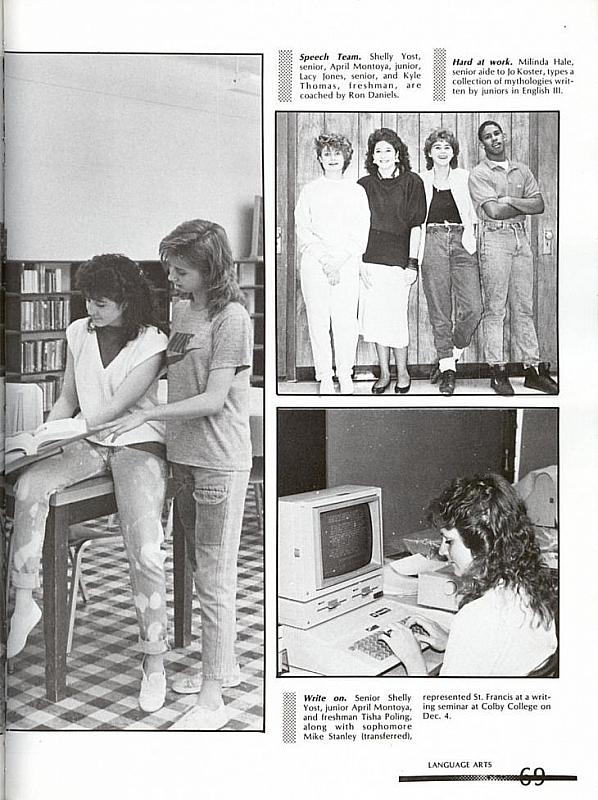 Speech Team. Shelly Yost,
senior, April Montoya, junior,
Lacy Jones, senior, and Kyle
Thomas, freshman, are
coached by Ron Daniels.
Hard at work. Milinda Hale,
senior aide to Jo Koster, types a
collection of mythologies writ-
ten by juniors in English III.
Write on. Senior Shelly
Yost, junior April Montoya,
and freshman Tisha Poling,
along with sophomore
Mike Stanley (transferred),
represented St. Francis at a writ-
ing seminar at Colby College on
Dec. 4.
LANGUAGE ARTS
69